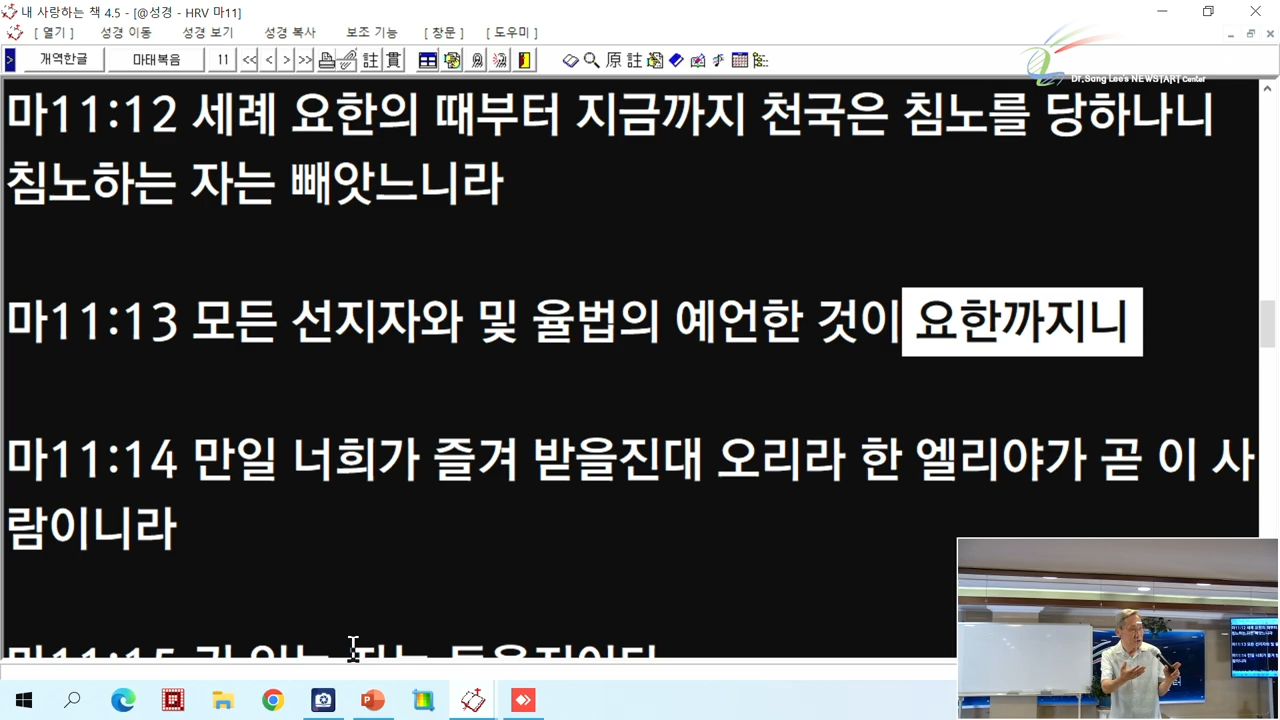 내 사랑하는 책 4.5 - [@성경 - HRV 마11]
[ 열기 ] 성경 이동 성경 보기 성경 복사 보조 기능 [ 창문 ] [ 도우미 ]
> 개역한글 마태복음 11 << < > >> 註 貫 原 註
Dr.Sang Lee's NEWSTART Center
마11:12 세례 요한의 때부터 지금까지 천국은 침노를 당하나니
침노하는 자는 빼앗느니라
마11:13 모든 선지자와 및 율법의 예언한 것이 요한까지니
마11:14 만일 너희가 즐겨 받을진대 오리라 한 엘리야가 곧 이 사
람이니라